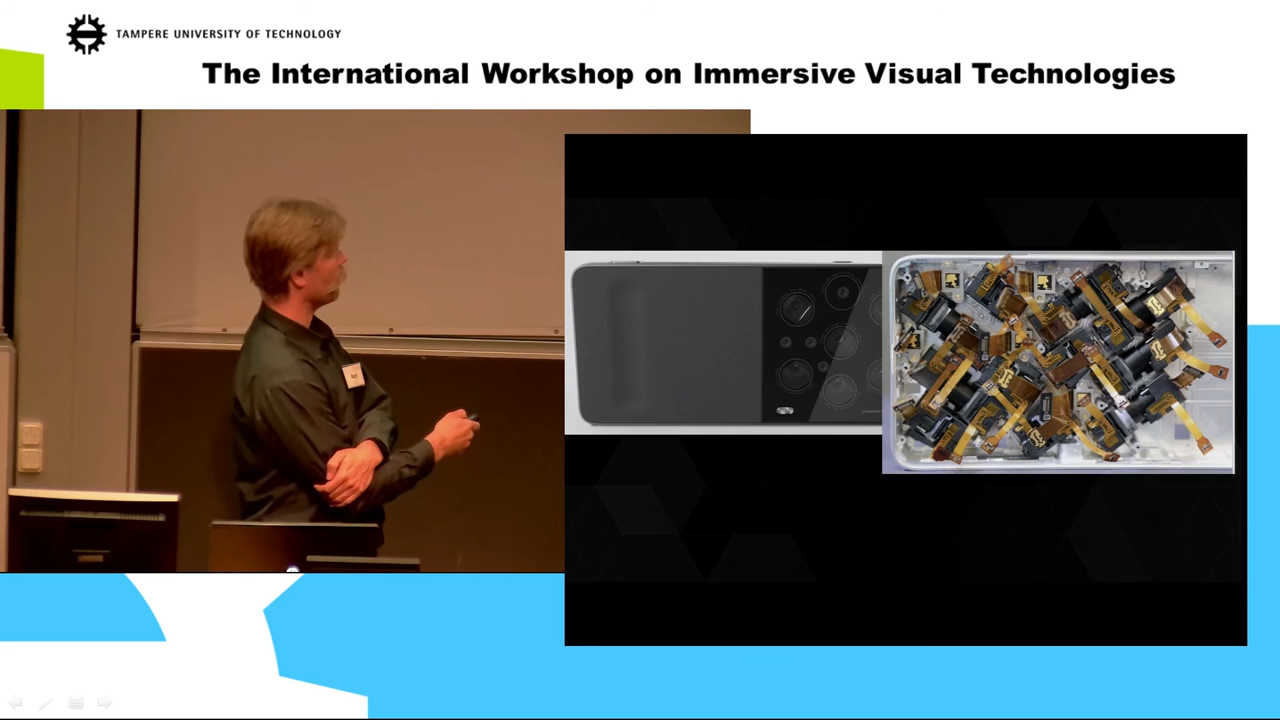 TAMPERE UNIVERSITY OF TECHNOLOGY
The International Workshop on Immersive Visual Technologies